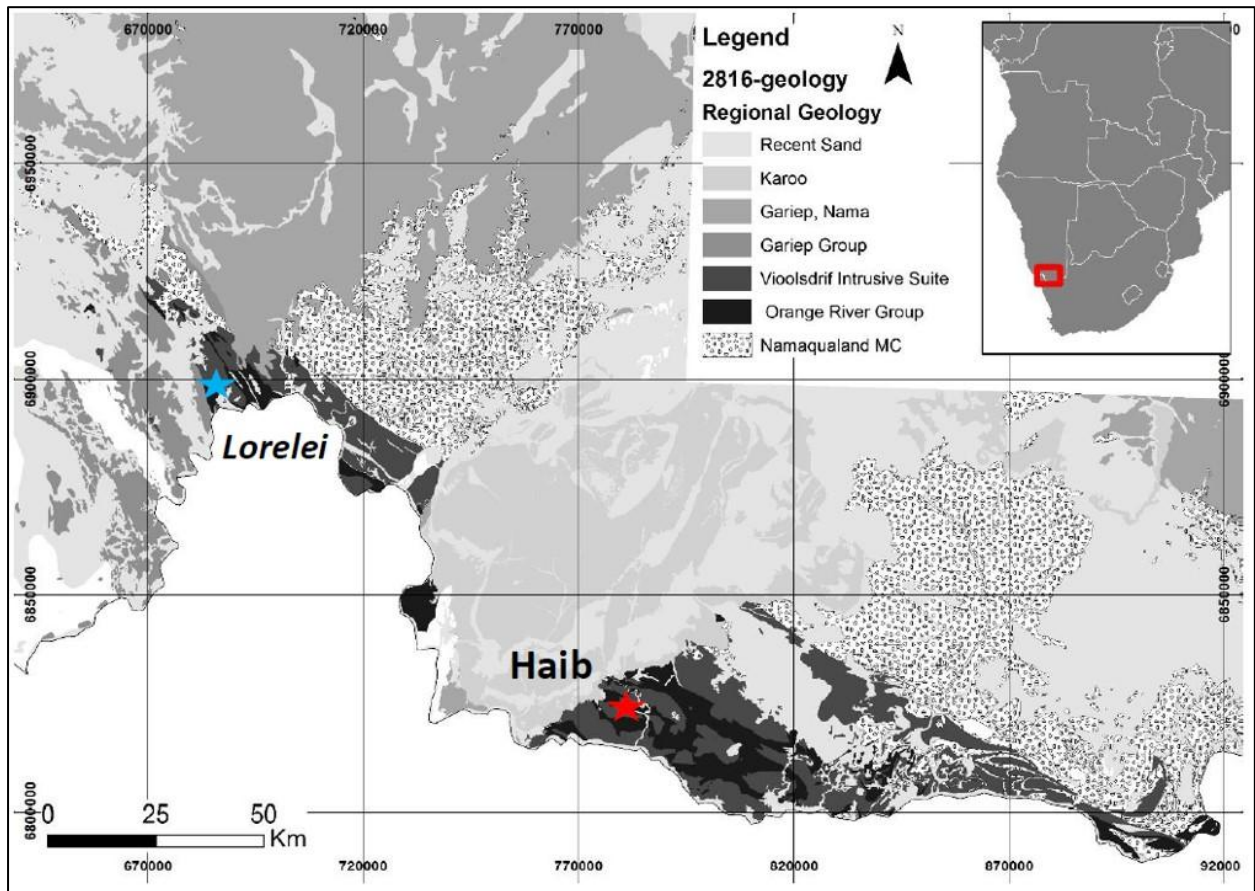 670000
720000
770000
0
Legend
N
2816-geology
Regional Geology
Recent Sand
Karoo
Gariep, Nama
Gariep Group
Vioolsdrif Intrusive Suite
Orange River Group
Namaqualand MC
6950000
6900000
6900000
Lorelei
6850000
6850000
Haib
0 25 50
Km
6800000
670000
720000
770000
820000
870000
920000